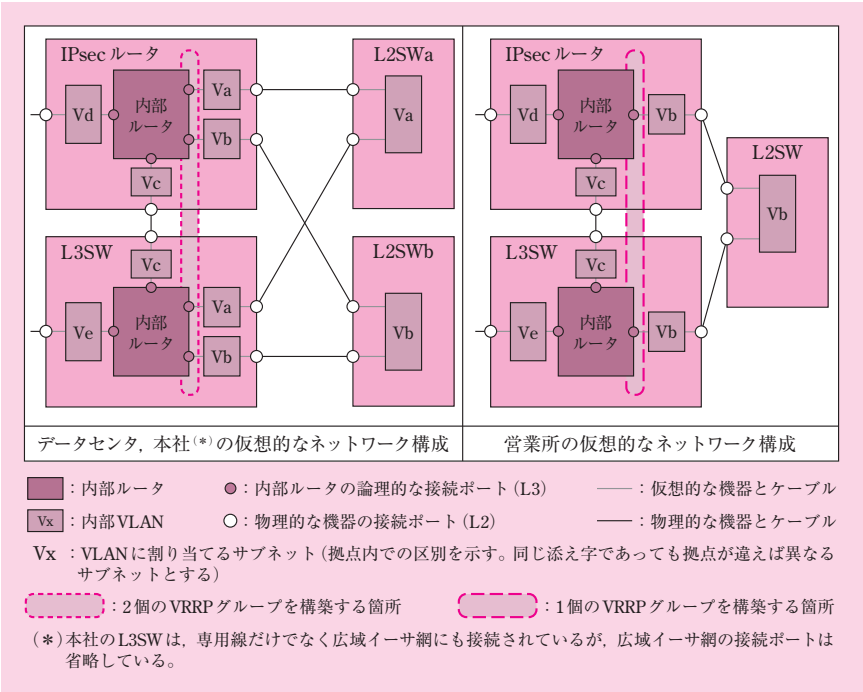 IPsec ルータ
Vd
内部
ルータ
Va
Vb
Vc
L2SWa
Va
L3SW
Vc
Ve
内部
ルータ
Va
Vb
L2SWb
Vb
データセンタ，本社(*)の仮想的なネットワーク構成
IPsec ルータ
Vd
内部
ルータ
Vb
Vc
L2SW
Vb
L3SW
Vc
Ve
内部
ルータ
Vb
営業所の仮想的なネットワーク構成
：内部ルータ
：内部ルータの論理的な接続ポート（L3）
：仮想的な機器とケーブル
Vx ：内部VLAN
：物理的な機器の接続ポート（L2）
：物理的な機器とケーブル
Vx ：VLANに割り当てるサブネット（拠点内での区別を示す。同じ添え字であっても拠点が違えば異なる
サブネットとする）
：2個のVRRPグループを構築する箇所
：1個のVRRPグループを構築する箇所
（*）本社のL3SWは，専用線だけでなく広域イーサ網にも接続されているが，広域イーサ網の接続ポートは
省略している。